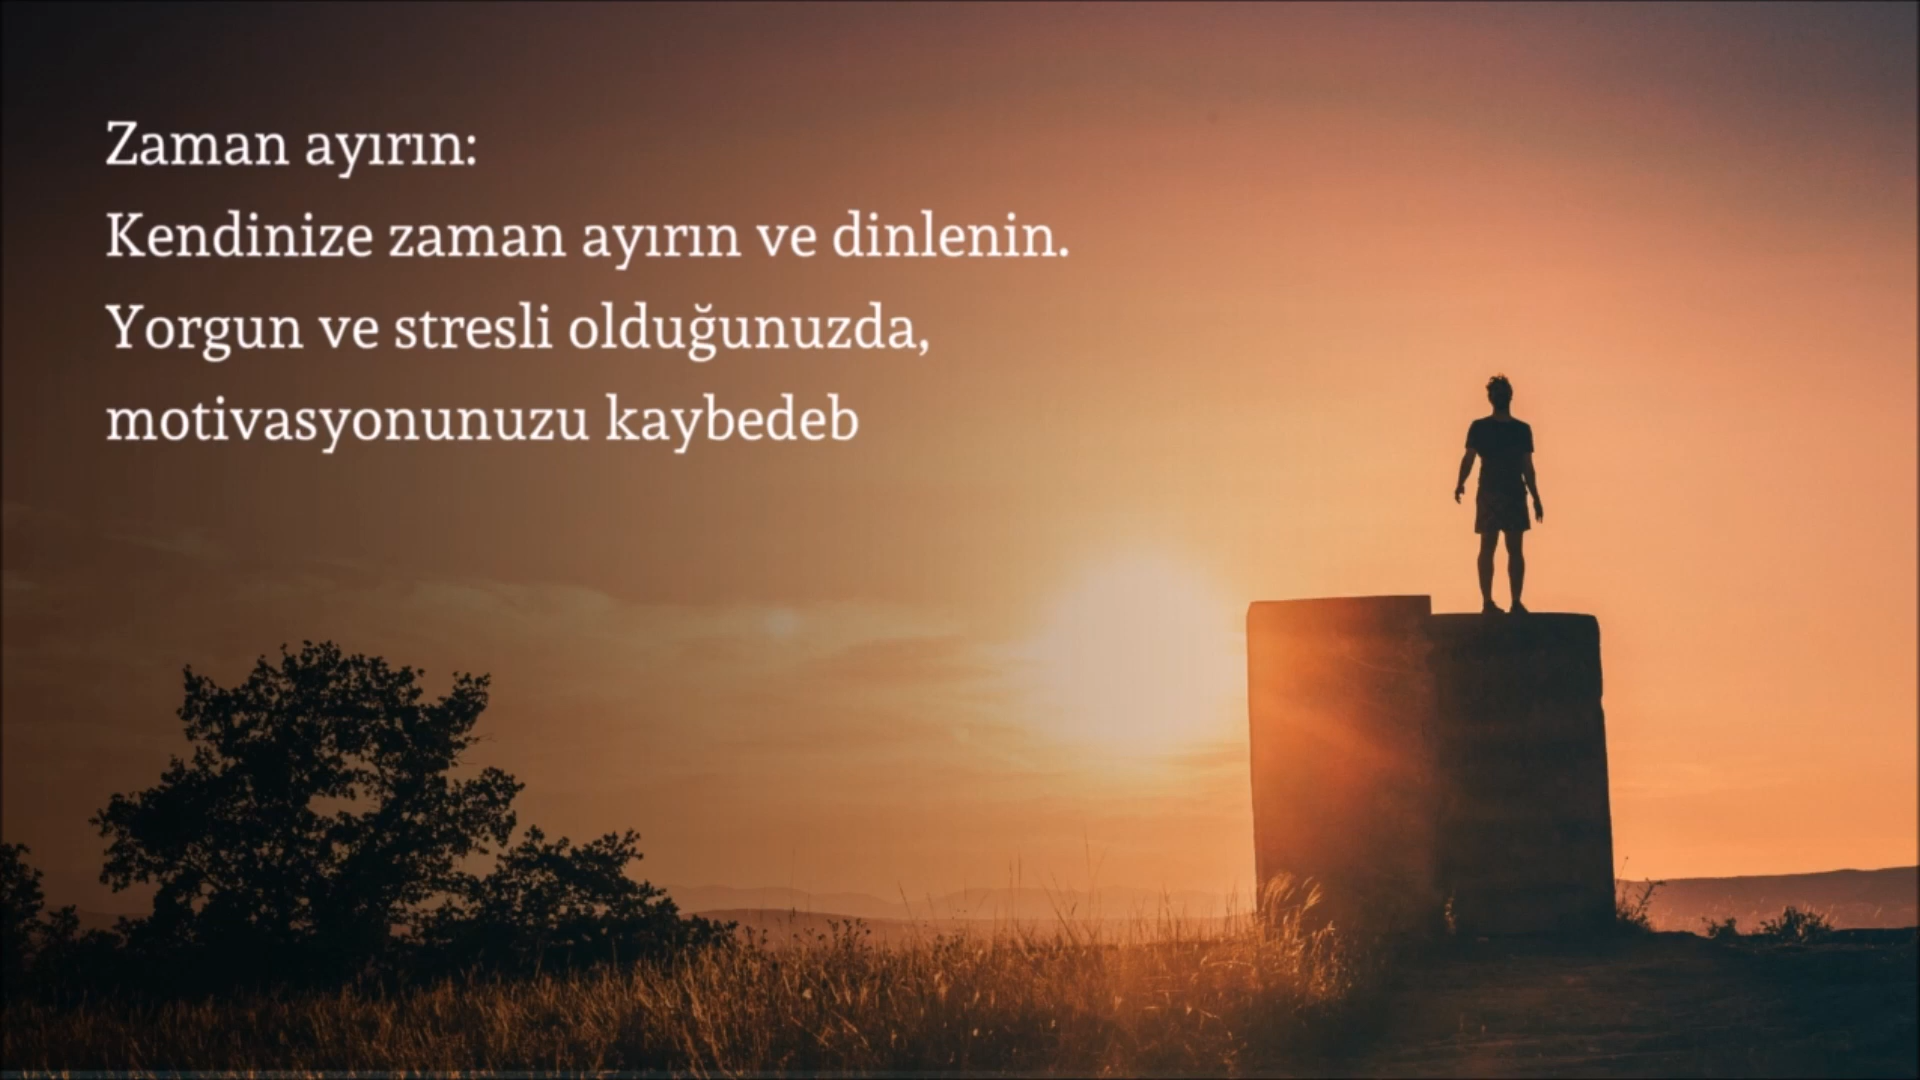 Zaman ayırın:
Kendinize zaman ayırın ve dinlenin.
Yorgun ve stresli olduğunuzda,
motivasyonunuzu kaybedeb